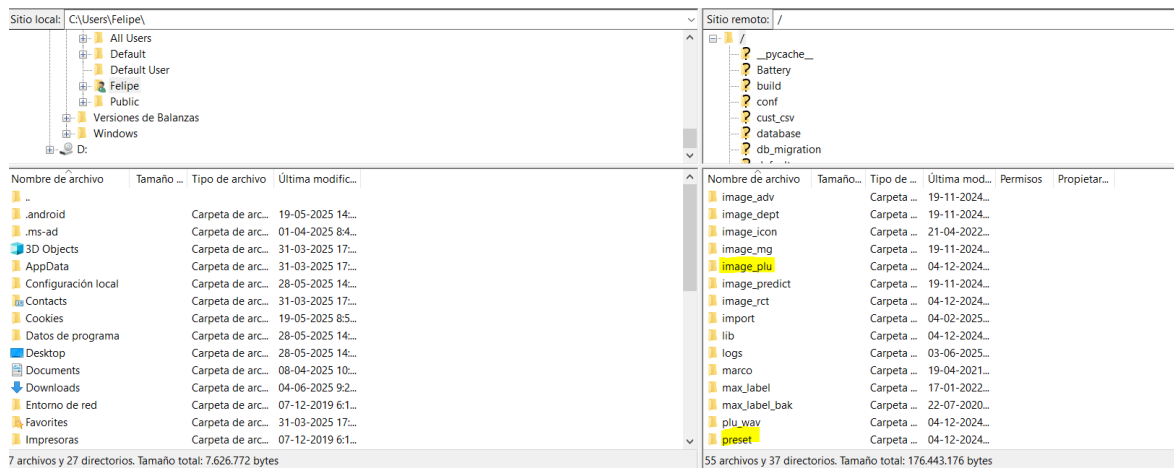 Sitio local: C:\Users\Felipe\
All Users
Default
Default User
Felipe
Public
Versiones de Balanzas
Windows
D:
Nombre de archivo Tamaño ... Tipo de archivo Última modific...
..
.android Carpeta de arc... 19-05-2025 14:...
.ms-ad Carpeta de arc... 01-04-2025 8:4...
3D Objects Carpeta de arc... 31-03-2025 17:...
AppData Carpeta de arc... 31-03-2025 17:...
Configuración local Carpeta de arc... 28-05-2025 14:...
Contacts Carpeta de arc... 31-03-2025 17:...
Cookies Carpeta de arc... 19-05-2025 8:5...
Datos de programa Carpeta de arc... 28-05-2025 14:...
Desktop Carpeta de arc... 28-05-2025 14:...
Documents Carpeta de arc... 08-04-2025 10:...
Downloads Carpeta de arc... 04-06-2025 9:2...
Entorno de red Carpeta de arc... 07-12-2019 6:1...
Favorites Carpeta de arc... 31-03-2025 17:...
Impresoras Carpeta de arc... 07-12-2019 6:1...
7 archivos y 27 directorios. Tamaño total: 7.626.772 bytes
Sitio remoto: /
/
__pycache__
Battery
build
conf
cust_csv
database
db_migration
Nombre de archivo Tamaño... Tipo de ... Última mod... Permisos Propietar...
image_adv Carpeta ... 19-11-2024...
image_dept Carpeta ... 19-11-2024...
image_icon Carpeta ... 21-04-2022...
image_mg Carpeta ... 19-11-2024...
image_plu Carpeta ... 04-12-2024...
image_predict Carpeta ... 19-11-2024...
image_rct Carpeta ... 04-12-2024...
import Carpeta ... 04-02-2025...
lib Carpeta ... 04-12-2024...
logs Carpeta ... 03-06-2025...
marco Carpeta ... 19-04-2021...
max_label Carpeta ... 17-01-2022...
max_label_bak Carpeta ... 22-07-2020...
plu_wav Carpeta ... 04-12-2024...
preset Carpeta ... 04-12-2024...
55 archivos y 37 directorios. Tamaño total: 176.443.176 bytes